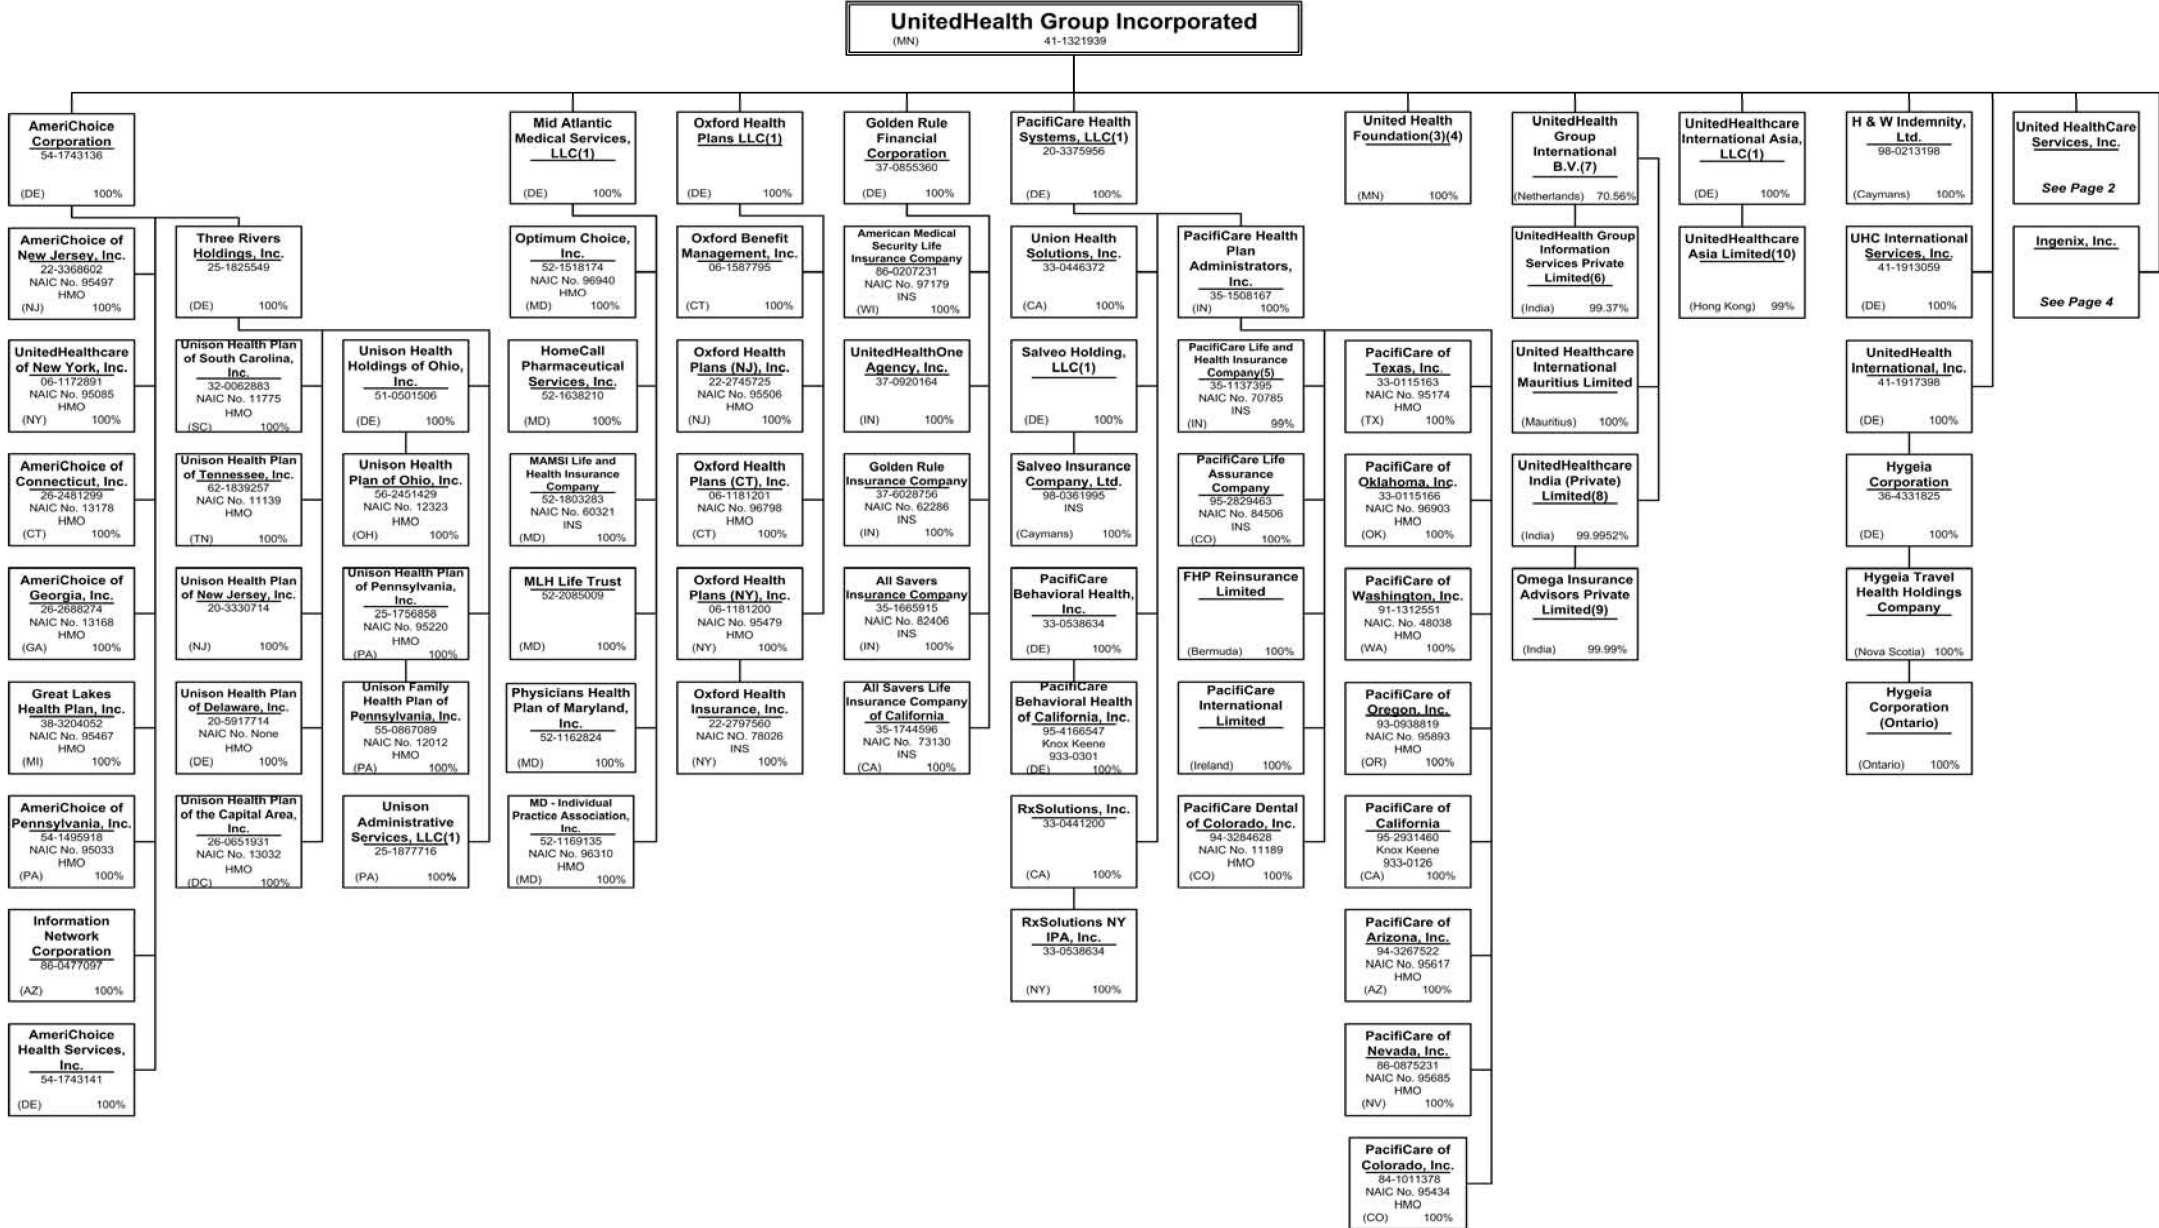 UnitedHealth Group Incorporated
(MN) 41-1321939
AmeriChoice
Corporation
54-1743136
(DE) 100%
Mid Atlantic
Medical Services,
LLC(1)
(DE) 100%
Oxford Health
Plans LLC(1)
(DE) 100%
Golden Rule
Financial
Corporation
37-0855360
(DE) 100%
PacifiCare Health
Systems, LLC(1)
20-3375956
(DE) 100%
United Health
Foundation(3)(4)
(MN) 100%
UnitedHealth
Group
International
B.V.(7)
(Netherlands) 70.56%
UnitedHealthcare
International Asia,
LLC(1)
(DE) 100%
H & W Indemnity,
Ltd.
98-0213198
(Caymans) 100%
United HealthCare
Services, Inc.
See Page 2
AmeriChoice of
New Jersey, Inc.
22-3368602
NAIC No. 95497
HMO
(NJ) 100%
Three Rivers
Holdings, Inc.
25-1825549
(DE) 100%
Optimum Choice,
Inc.
52-1518174
NAIC No. 96940
HMO
(MD) 100%
Oxford Benefit
Management, Inc.
06-1587795
(CT) 100%
American Medical
Security Life
Insurance Company
86-0207231
NAIC No. 97179
INS
(WI) 100%
Union Health
Solutions, Inc.
33-0446372
(CA) 100%
PacifiCare Health
Plan
Administrators,
Inc.
35-1508167
(IN) 100%
UnitedHealth Group
Information
Services Private
Limited(6)
(India) 99.37%
UnitedHealthcare
Asia Limited(10)
(Hong Kong) 99%
UHC International
Services, Inc.
41-1913059
(DE) 100%
Ingenix, Inc.
See Page 4
UnitedHealthcare
of New York, Inc.
06-1172891
NAIC No. 95085
HMO
(NY) 100%
Unison Health Plan
of South Carolina,
Inc.
32-0062883
NAIC No. 11775
HMO
(SC) 100%
Unison Health
Holdings of Ohio,
Inc.
51-0501506
(DE) 100%
HomeCall
Pharmaceutical
Services, Inc.
52-1638210
(MD) 100%
Oxford Health
Plans (NJ), Inc.
22-2745725
NAIC No. 95506
HMO
(NJ) 100%
UnitedHealthOne
Agency, Inc.
37-0920164
(IN) 100%
Salveo Holding,
LLC(1)
(DE) 100%
PacifiCare Life and
Health Insurance
Company(5)
35-1137395
NAIC No. 70785
INS
(IN) 99%
PacifiCare of
Texas, Inc.
33-0115163
NAIC No. 95174
HMO
(TX) 100%
United Healthcare
International
Mauritius Limited
(Mauritius) 100%
UnitedHealth
International, Inc.
41-1917398
(DE) 100%
AmeriChoice of
Connecticut, Inc.
26-2481299
NAIC No. 13178
HMO
(CT) 100%
Unison Health Plan
of Tennessee, Inc.
62-1839257
NAIC No. 11139
HMO
(TN) 100%
Unison Health
Plan of Ohio, Inc.
56-2451429
NAIC No. 12323
HMO
(OH) 100%
MAMSI Life and
Health Insurance
Company
52-1803283
NAIC No. 60321
INS
(MD) 100%
Oxford Health
Plans (CT), Inc.
06-1181201
NAIC No. 96798
HMO
(CT) 100%
Golden Rule
Insurance Company
37-6028756
NAIC No. 62286
INS
(IN) 100%
Salveo Insurance
Company, Ltd.
98-0361995
INS
(Caymans) 100%
PacifiCare Life
Assurance
Company
95-2829463
NAIC No. 84506
INS
(CO) 100%
PacifiCare of
Oklahoma, Inc.
33-0115166
NAIC No. 96903
HMO
(OK) 100%
UnitedHealthcare
India (Private)
Limited(8)
(India) 99.9952%
Hygeia
Corporation
36-4331825
(DE) 100%
AmeriChoice of
Georgia, Inc.
26-2688274
NAIC No. 13168
HMO
(GA) 100%
Unison Health Plan
of New Jersey, Inc.
20-3330714
(NJ) 100%
Unison Health Plan
of Pennsylvania,
Inc.
25-1756858
NAIC No. 95220
HMO
(PA) 100%
MLH Life Trust
52-2085009
(MD) 100%
Oxford Health
Plans (NY), Inc.
06-1181200
NAIC No. 95479
HMO
(NY) 100%
All Savers
Insurance Company
35-1665915
NAIC No. 82406
INS
(IN) 100%
PacifiCare
Behavioral Health,
Inc.
33-0538634
(DE) 100%
FHP Reinsurance
Limited
(Bermuda) 100%
PacifiCare of
Washington, Inc.
91-1312551
NAIC. No. 48038
HMO
(WA) 100%
Omega Insurance
Advisors Private
Limited(9)
(India) 99.99%
Hygeia Travel
Health Holdings
Company
(Nova Scotia) 100%
Great Lakes
Health Plan, Inc.
38-3204052
NAIC No. 95467
HMO
(MI) 100%
Unison Health Plan
of Delaware, Inc.
20-5917714
NAIC No. None
HMO
(DE) 100%
Unison Family
Health Plan of
Pennsylvania, Inc.
55-0867089
NAIC No. 12012
HMO
(PA) 100%
Physicians Health
Plan of Maryland,
Inc.
52-1162824
(MD) 100%
Oxford Health
Insurance, Inc.
22-2797560
NAIC NO. 78026
INS
(NY) 100%
All Savers Life
Insurance Company
of California
35-1744596
NAIC No. 73130
INS
(CA) 100%
PacifiCare
Behavioral Health
of California, Inc.
95-4166547
Knox Keene
933-0301
(DE) 100%
PacifiCare
International
Limited
(Ireland) 100%
PacifiCare of
Oregon, Inc.
93-0938819
NAIC No. 95893
HMO
(OR) 100%
Hygeia
Corporation
(Ontario)
(Ontario) 100%
AmeriChoice of
Pennsylvania, Inc.
54-1495918
NAIC No. 95033
HMO
(PA) 100%
Unison Health Plan
of the Capital Area,
Inc.
26-0651931
NAIC No. 13032
HMO
(DC) 100%
Unison
Administrative
Services, LLC(1)
25-1877716
(PA) 100%
MD - Individual
Practice Association,
Inc.
52-1169135
NAIC No. 96310
HMO
(MD) 100%
RxSolutions, Inc.
33-0441200
(CA) 100%
PacifiCare Dental
of Colorado, Inc.
94-3284628
NAIC No. 11189
HMO
(CO) 100%
PacifiCare of
California
95-2931460
Knox Keene
933-0126
(CA) 100%
Information
Network
Corporation
86-0477097
(AZ) 100%
RxSolutions NY
IPA, Inc.
33-0538634
(NY) 100%
PacifiCare of
Arizona, Inc.
94-3267522
NAIC No. 95617
HMO
(AZ) 100%
AmeriChoice
Health Services,
Inc.
54-1743141
(DE) 100%
PacifiCare of
Nevada, Inc.
86-0875231
NAIC No. 95685
HMO
(NV) 100%
PacifiCare of
Colorado, Inc.
84-1011378
NAIC No. 95434
HMO
(CO) 100%